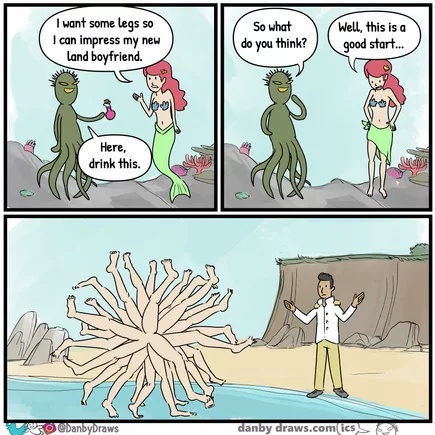 I want some legs so
I can impress my new
land boyfriend.
Here,
drink this.
So what
do you think?
Well, this is a
good start...
@DanbyDraws
danby draws.com(ics